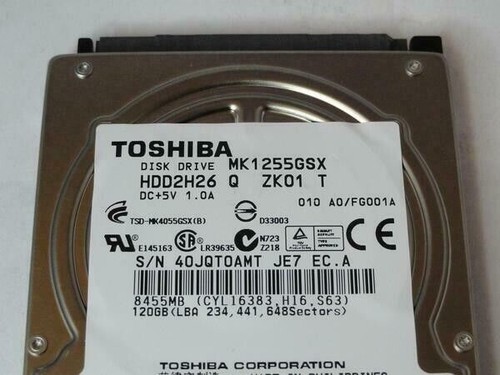 TOSHIBA
DISK DRIVE MK1255GSX
HDD2H26 Q ZK01 T
DC+5V 1.0A
010 A0/FG001A
TSD-MK4055GSX(B) D33003
E145163 LR39635 N723 Z218
S/N 40JQT0AMT JE7 EC.A
8455MB (CYL16383,H16,S63)
120GB(LBA 234,441,648Sectors)
TOSHIBA CORPORATION